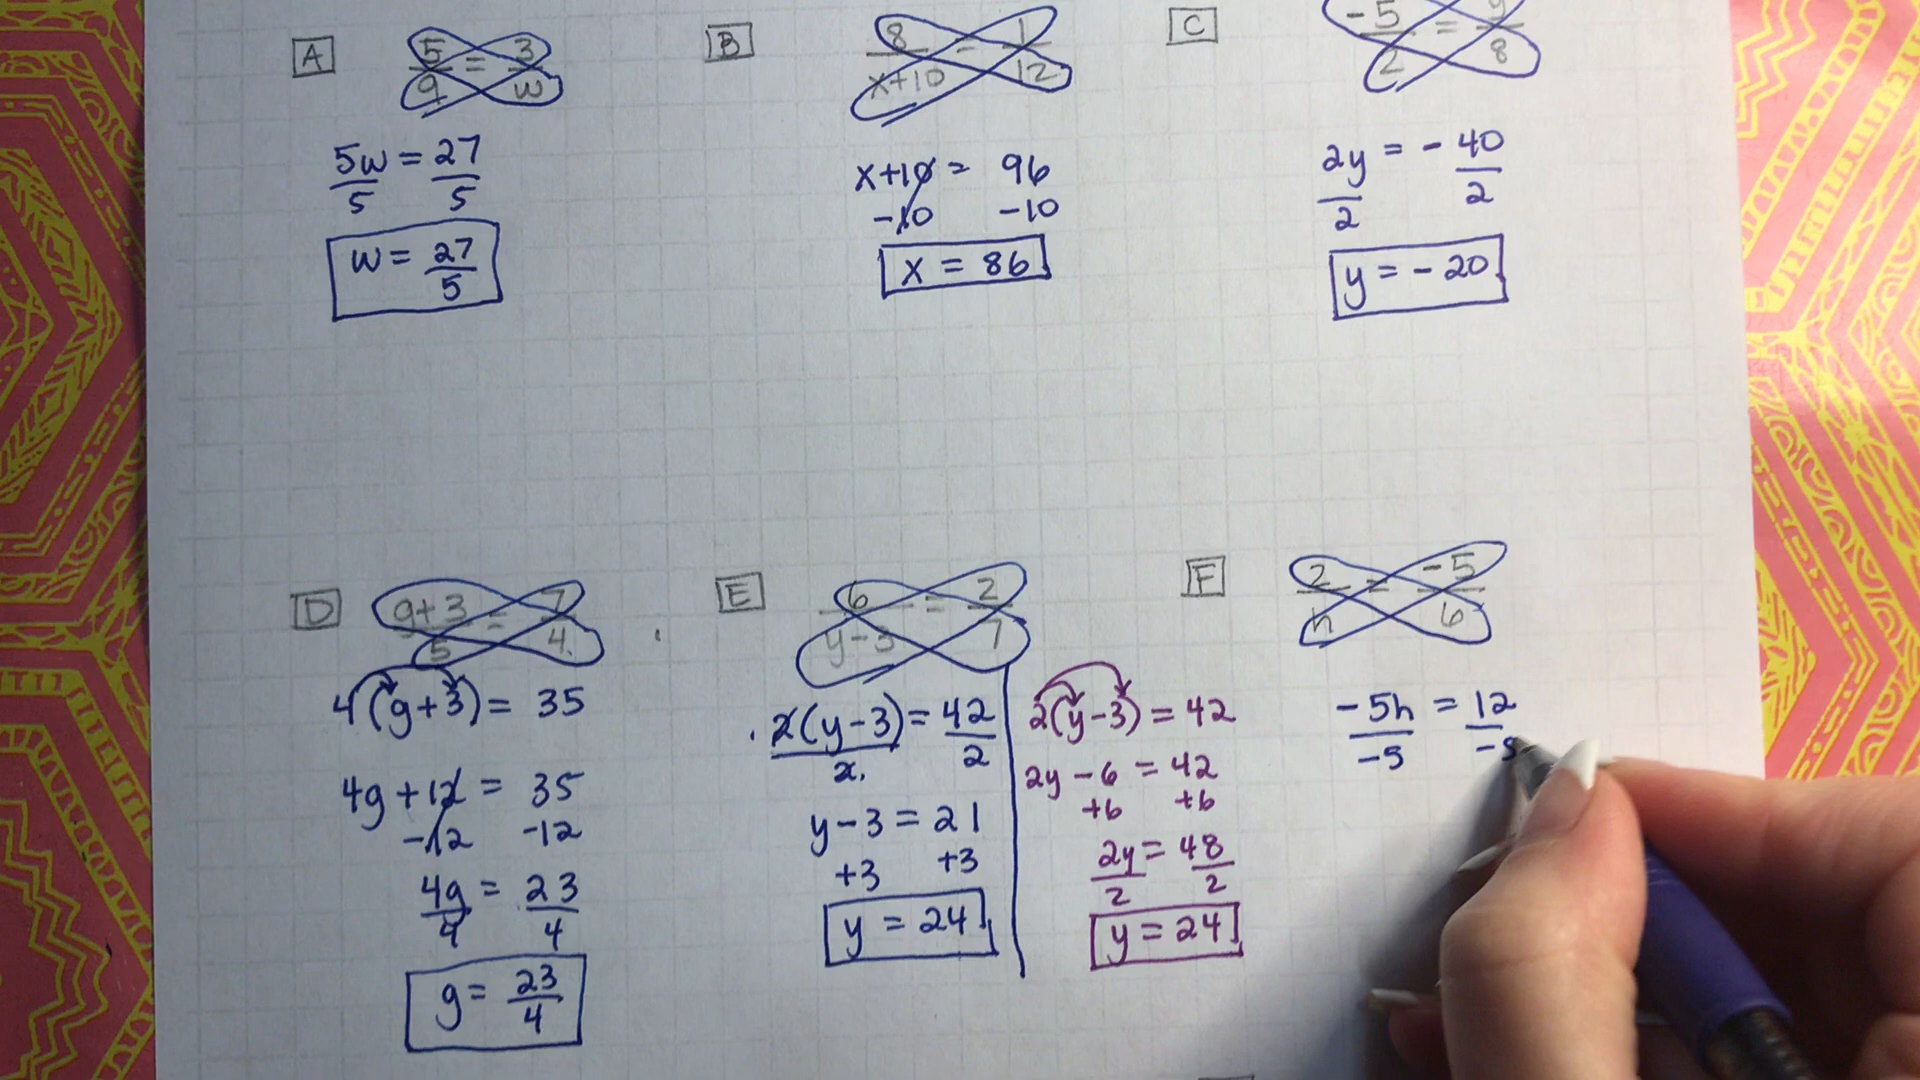 A
5/9 = 3/w
5w/5 = 27/5
w = 27/5
B
8/x+10 = 1/12
x+10 = 96
-10 -10
x = 86
C
-5/2 = y/8
2y/2 = -40/2
y = -20
D
g+3/5 = 7/4
4(g+3) = 35
4g+12 = 35
-12 -12
4g/4 = 23/4
g = 23/4
E
6/y-3 = 2/7
2(y-3)/2 = 42/2
y-3 = 21
+3 +3
y = 24
2(y-3) = 42
2y-6 = 42
+6 +6
2y/2 = 48/2
y = 24
F
2/h = -5/6
-5h/-5 = 12/-5